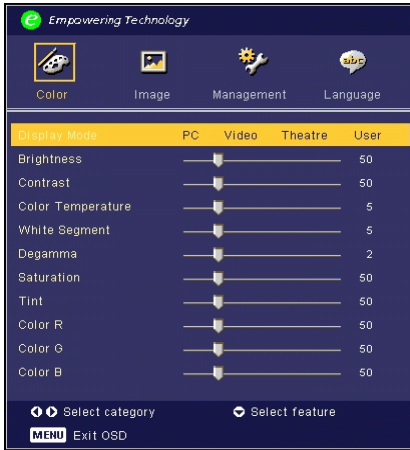 e Empowering Technology
Color Image Management Language
abc
Display Mode PC Video Theatre User
Brightness 50
Contrast 50
Color Temperature 5
White Segment 5
Degamma 2
Saturation 50
Tint 50
Color R 50
Color G 50
Color B 50
Select category Select feature
MENU Exit OSD